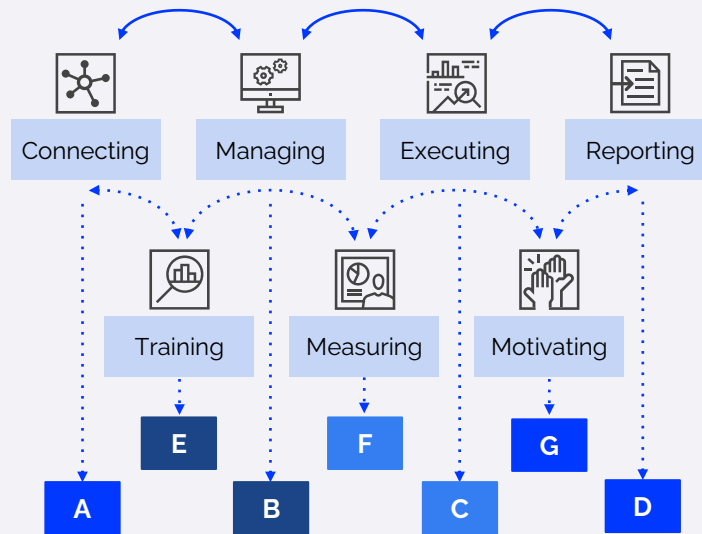 Connecting
Managing
Executing
Reporting
Training
Measuring
Motivating
E
F
G
A
B
C
D